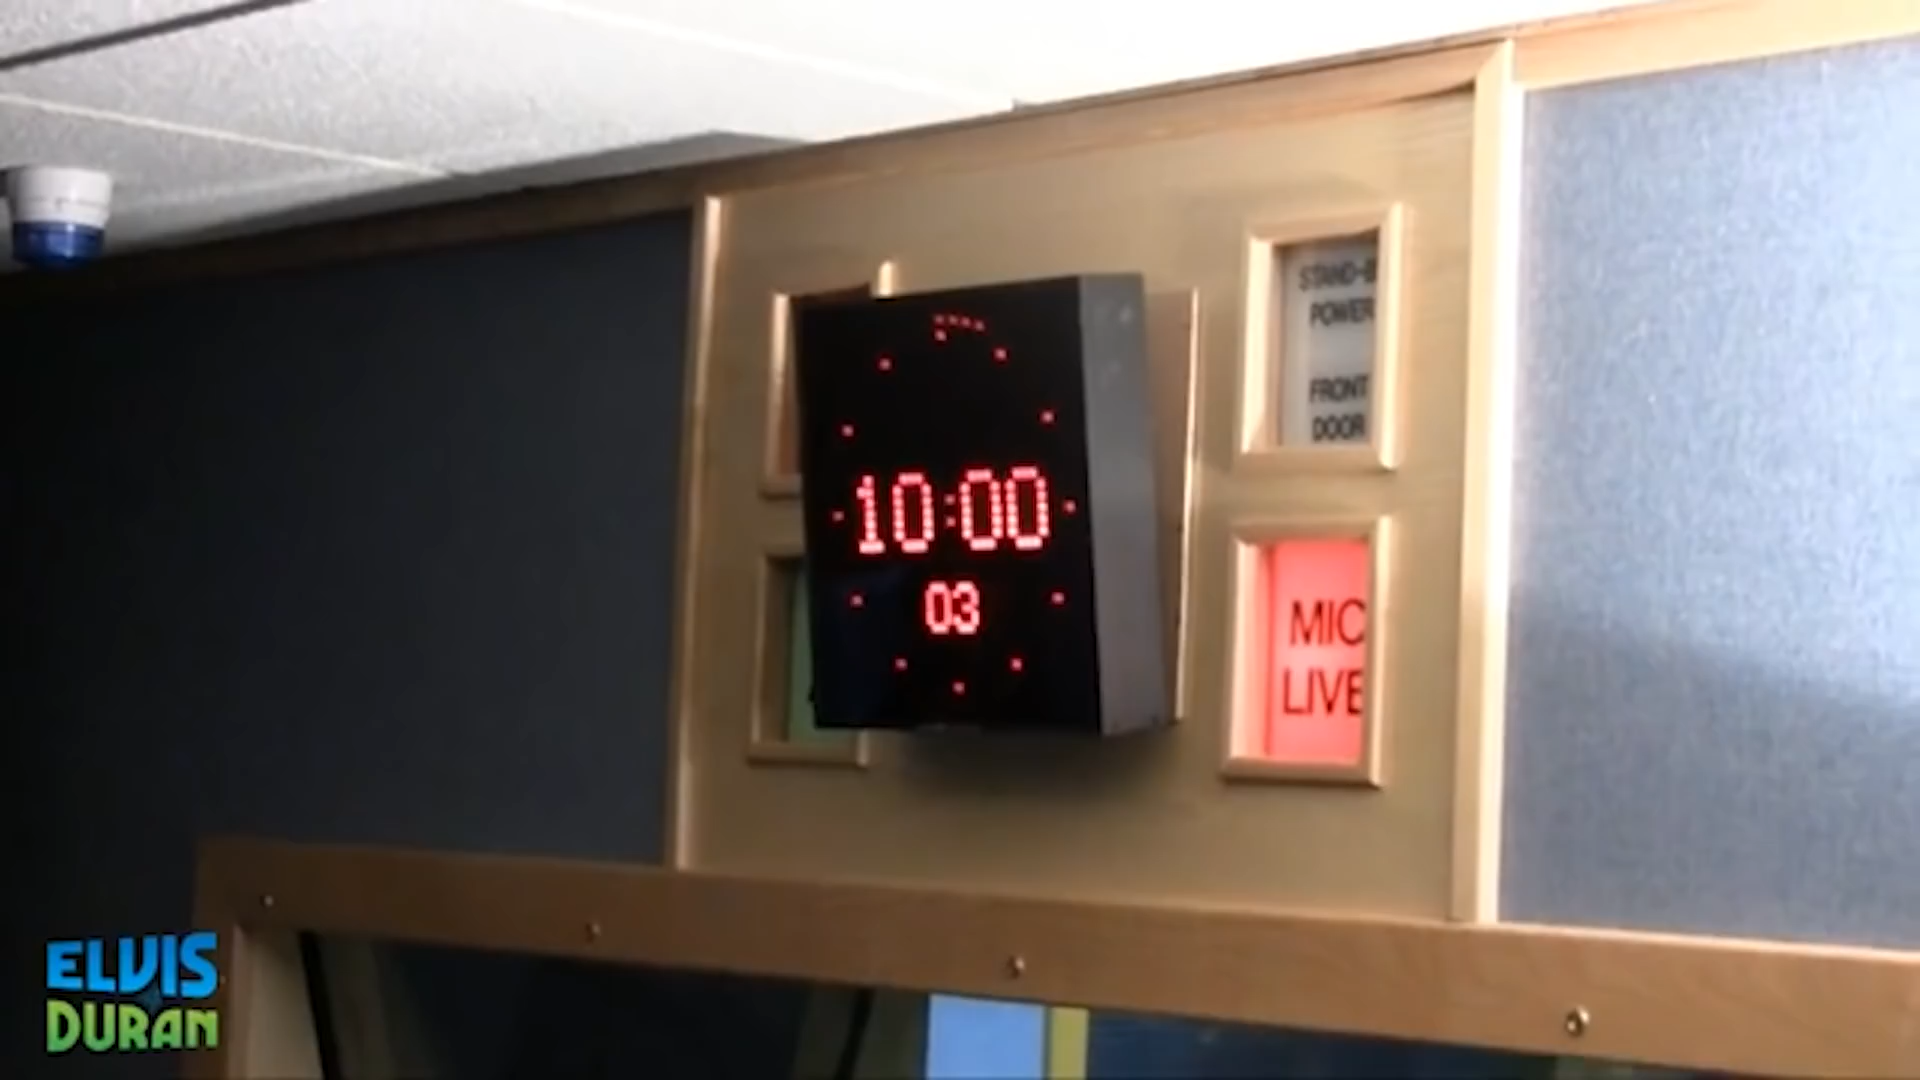 STAND-B
POWER
FRONT
DOOR
10:00
03
MIC
LIVE
ELVIS
DURAN